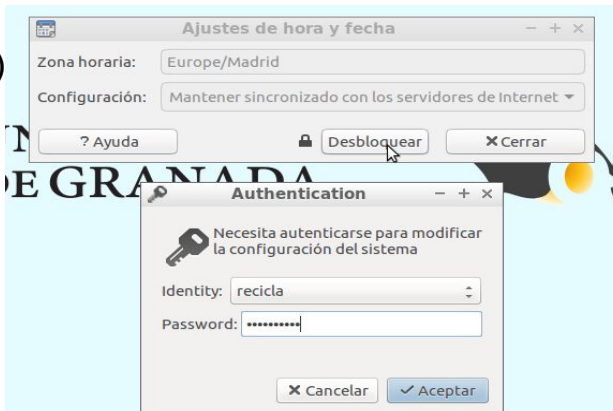 Ajustes de hora y fecha
)
Zona horaria: Europe/Madrid
Configuración: Mantener sincronizado con los servidores de Internet
? Ayuda Desbloquear Cerrar
DE GRANADA
Authentication
Necesita autenticarse para modificar
la configuración del sistema
Identity: recicla
Password: ••••••••••
Cancelar Aceptar